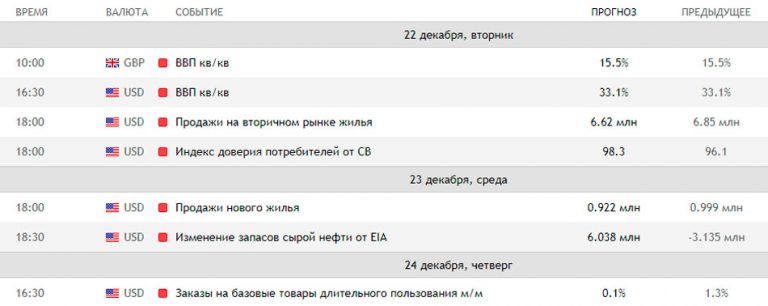 ВРЕМЯ ВАЛЮТА СОБЫТИЕ ПРОГНОЗ ПРЕДЫДУЩЕЕ
22 декабря, вторник
10:00 GBP ВВП кв/кв 15.5% 15.5%
16:30 USD ВВП кв/кв 33.1% 33.1%
18:00 USD Продажи на вторичном рынке жилья 6.62 млн 6.85 млн
18:00 USD Индекс доверия потребителей от CB 98.3 96.1
23 декабря, среда
18:00 USD Продажи нового жилья 0.922 млн 0.999 млн
18:30 USD Изменение запасов сырой нефти от EIA 6.038 млн -3.135 млн
24 декабря, четверг
16:30 USD Заказы на базовые товары длительного пользования м/м 0.1% 1.3%